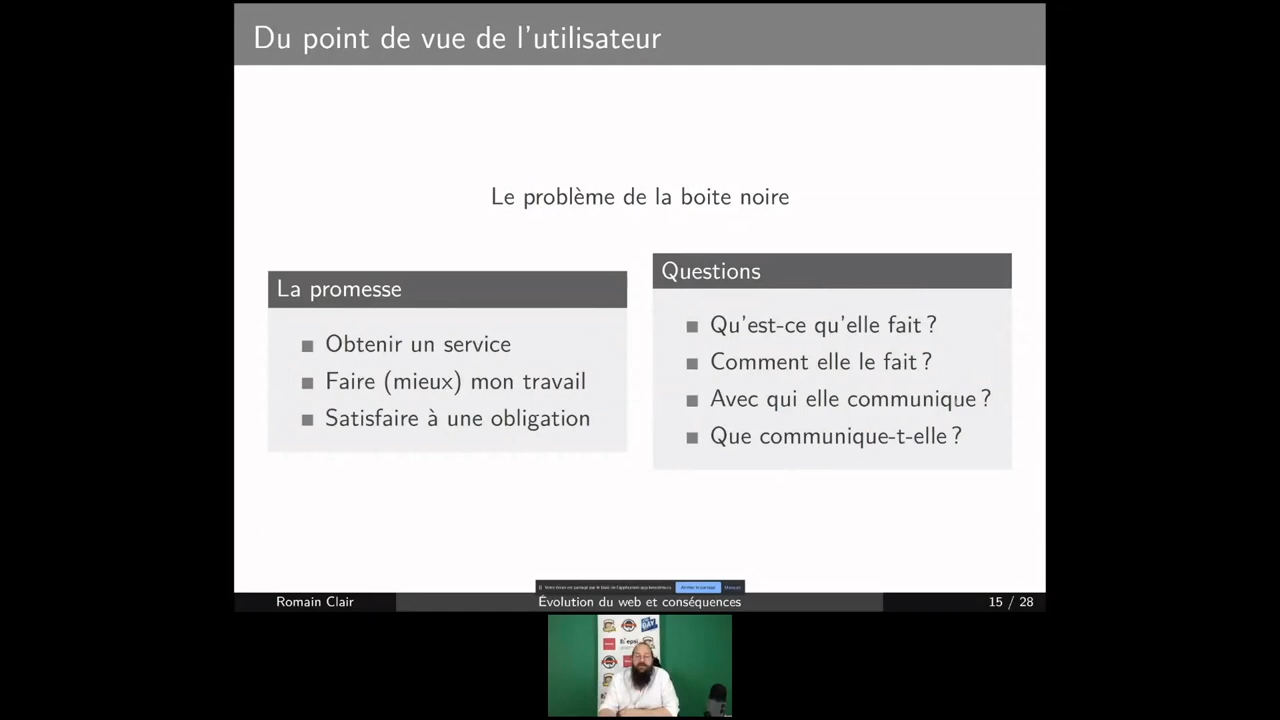 Du point de vue de l'utilisateur
Le problème de la boite noire
La promesse
Obtenir un service
Faire (mieux) mon travail
Satisfaire à une obligation
Questions
Qu'est-ce qu'elle fait ?
Comment elle le fait ?
Avec qui elle communique ?
Que communique-t-elle ?
Romain Clair
Évolution du web et conséquences
15 / 28
epsi